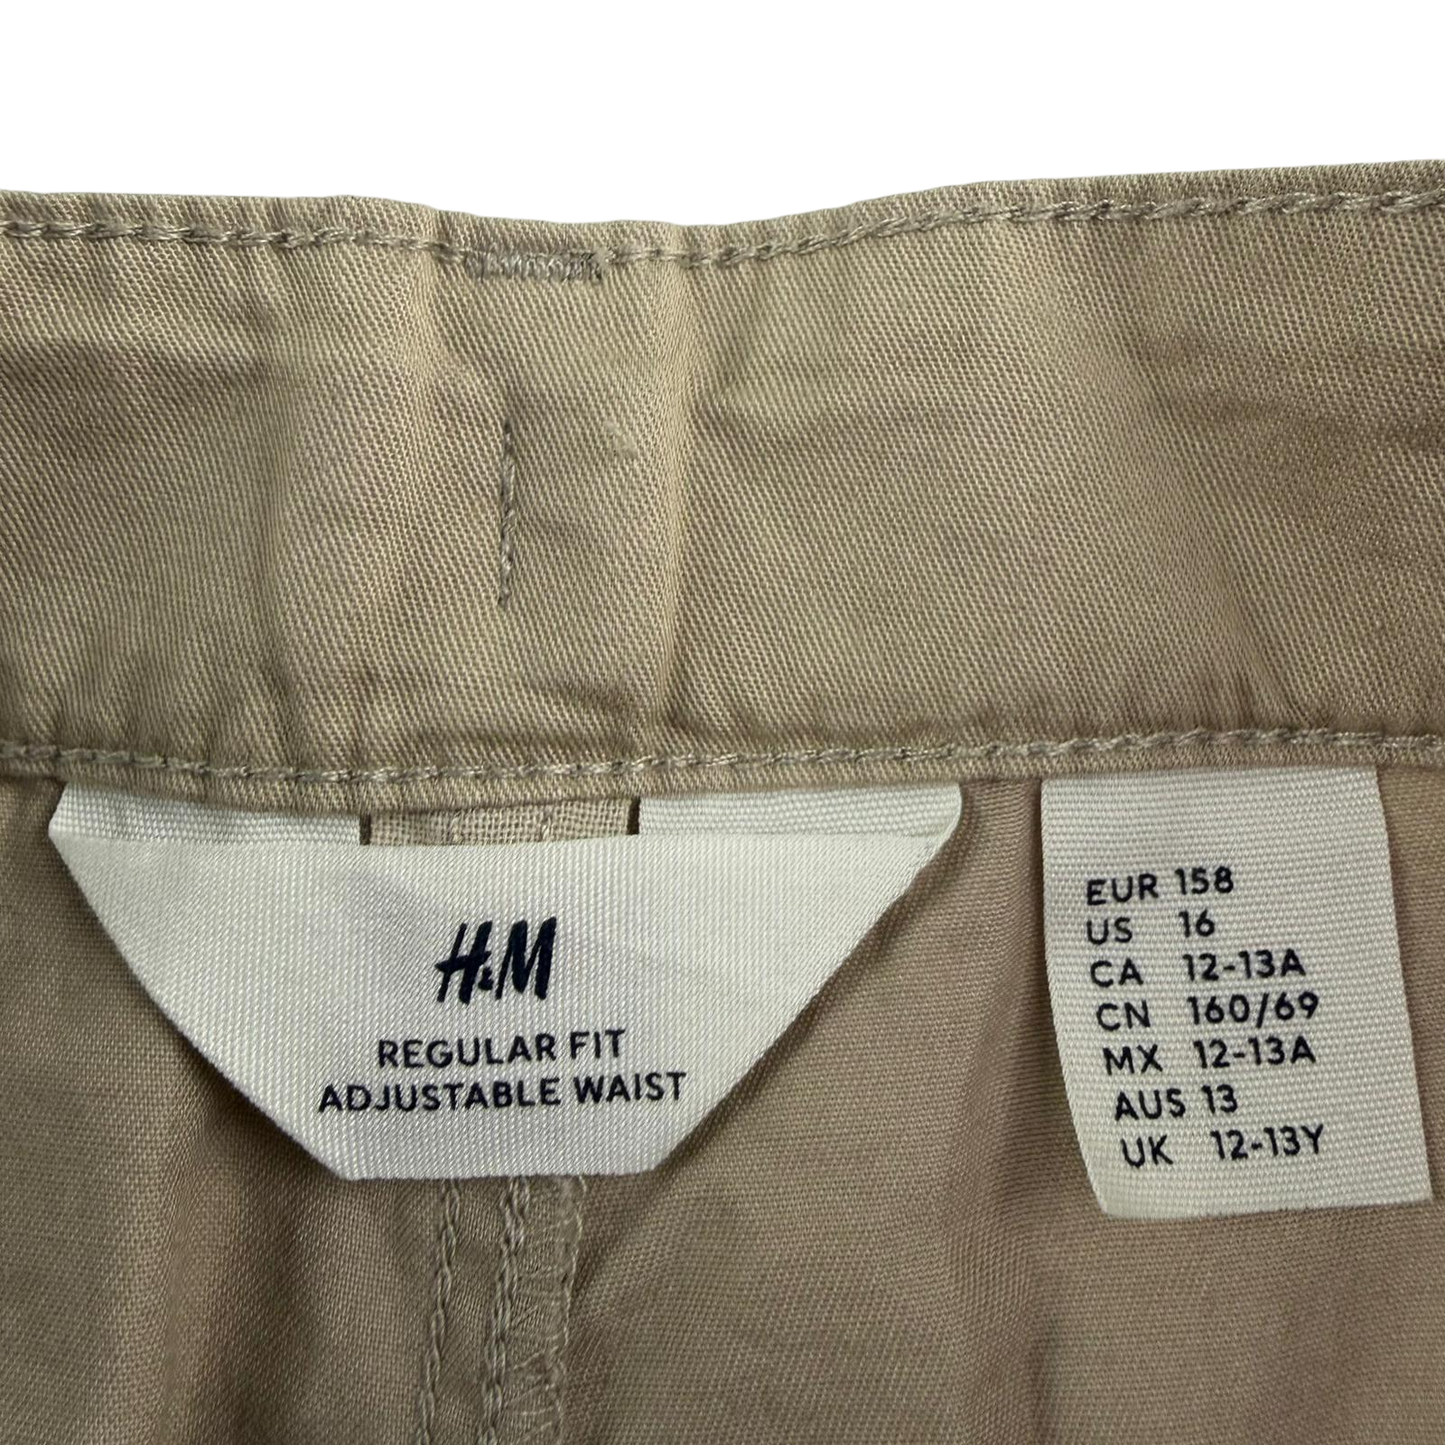 H&M
REGULAR FIT
ADJUSTABLE WAIST
EUR 158
US 16
CA 12-13A
CN 160/69
MX 12-13A
AUS 13
UK 12-13Y